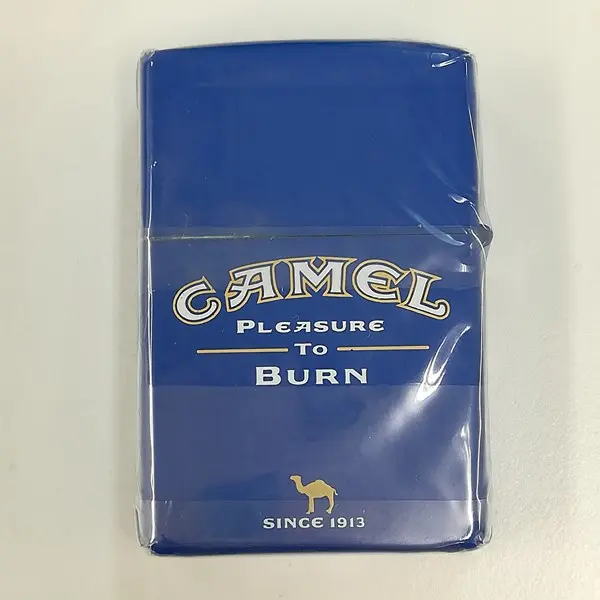 CAMEL
PLEASURE
TO
BURN
SINCE 1913